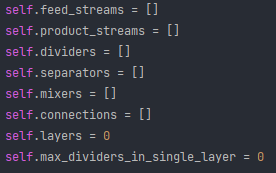 self.feed_streams = []
self.product_streams = []
self.dividers = []
self.separators = []
self.mixers = []
self.connections = []
self.layers = 0
self.max_dividers_in_single_layer = 0